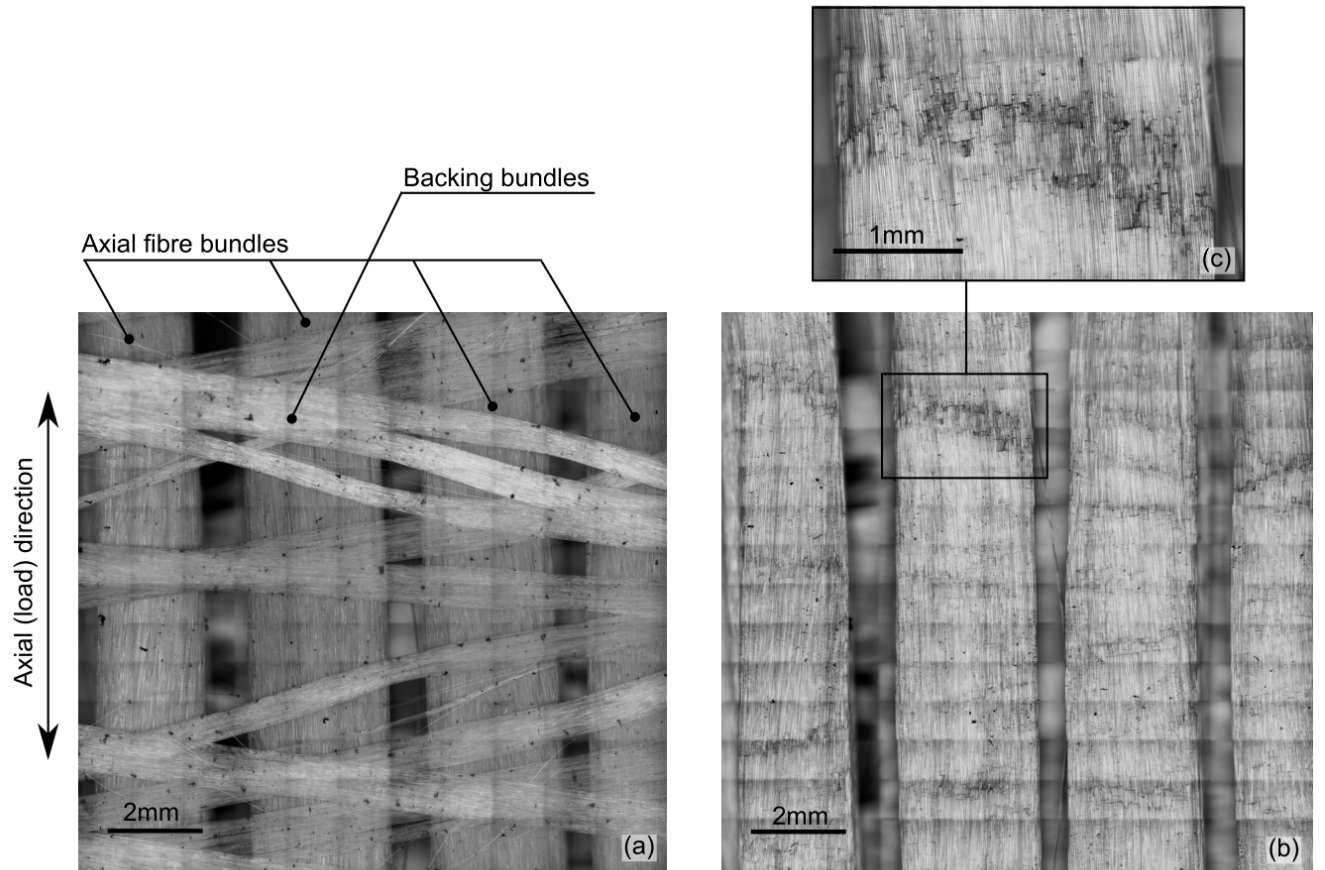 Backing bundles
Axial fibre bundles
Axial (load) direction
2mm
(a)
1mm
(c)
2mm
(b)